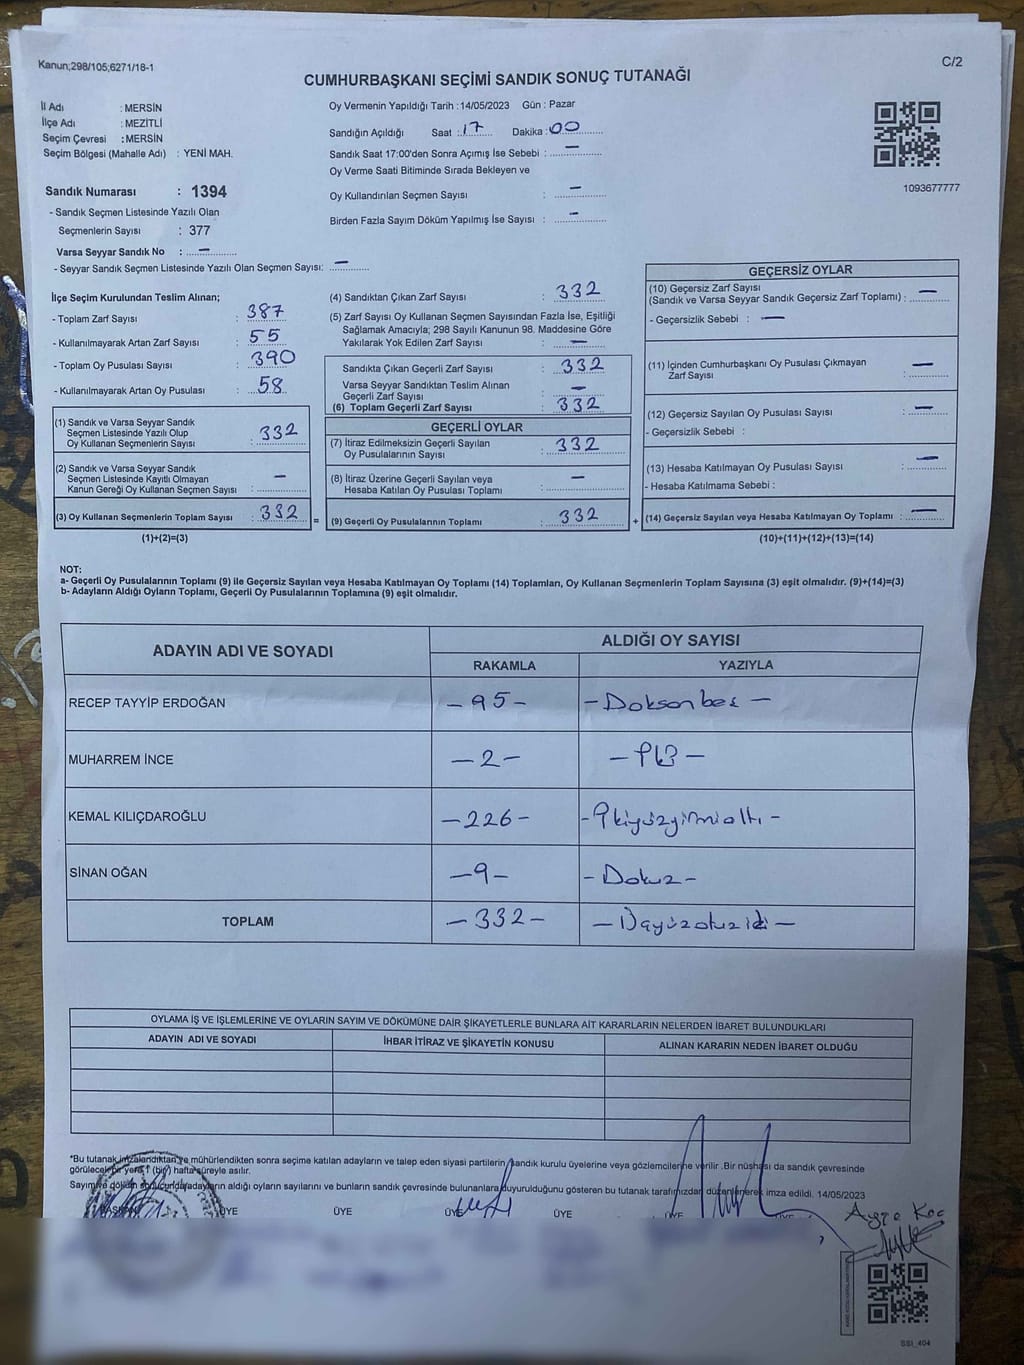 Kanun;298/105;6271/18-1
C/2
CUMHURBAŞKANI SEÇİMİ SANDIK SONUÇ TUTANAĞI
İl Adı : MERSİN
İlçe Adı : MEZİTLİ
Seçim Çevresi : MERSİN
Seçim Bölgesi (Mahalle Adı) : YENİ MAH.
Sandık Numarası : 1394
- Sandık Seçmen Listesinde Yazılı Olan
Seçmenlerin Sayısı : 377
Varsa Seyyar Sandık No : —
- Seyyar Sandık Seçmen Listesinde Yazılı Olan Seçmen Sayısı: —
Oy Vermenin Yapıldığı Tarih :14/05/2023 Gün : Pazar
Sandığın Açıldığı Saat : 17 Dakika : 00
Sandık Saat 17:00'den Sonra Açımış İse Sebebi : —
Oy Verme Saati Bitiminde Sırada Bekleyen ve
Oy Kullandırılan Seçmen Sayısı : —
Birden Fazla Sayım Döküm Yapılmış İse Sayısı : —
1093677777
İlçe Seçim Kurulundan Teslim Alınan;
- Toplam Zarf Sayısı : 387
- Kullanılmayarak Artan Zarf Sayısı : 55
- Toplam Oy Pusulası Sayısı : 390
- Kullanılmayarak Artan Oy Pusulası : 58
(1) Sandık ve Varsa Seyyar Sandık
Seçmen Listesinde Yazılı Olup
Oy Kullanan Seçmenlerin Sayısı : 332
(2) Sandık ve Varsa Seyyar Sandık
Seçmen Listesinde Kayıtlı Olmayan
Kanun Gereği Oy Kullanan Seçmen Sayısı : —
(3) Oy Kullanan Seçmenlerin Toplam Sayısı : 332
(1)+(2)=(3)
(4) Sandıktan Çıkan Zarf Sayısı : 332
(5) Zarf Sayısı Oy Kullanan Seçmen Sayısından Fazla İse, Eşitliği
Sağlamak Amacıyla; 298 Sayılı Kanunun 98. Maddesine Göre
Yakılarak Yok Edilen Zarf Sayısı : —
Sandıkta Çıkan Geçerli Zarf Sayısı : 332
Varsa Seyyar Sandıktan Teslim Alınan
Geçerli Zarf Sayısı : —
(6) Toplam Geçerli Zarf Sayısı : 332
GEÇERLİ OYLAR
(7) İtiraz Edilmeksizin Geçerli Sayılan
Oy Pusulalarının Sayısı : 332
(8) İtiraz Üzerine Geçerli Sayılan veya
Hesaba Katılan Oy Pusulası Toplamı : —
=
(9) Geçerli Oy Pusulalarının Toplamı : 332
+
GEÇERSİZ OYLAR
(10) Geçersiz Zarf Sayısı
(Sandık ve Varsa Seyyar Sandık Geçersiz Zarf Toplamı) : —
- Geçersizlik Sebebi : —
(11) İçinden Cumhurbaşkanı Oy Pusulası Çıkmayan
Zarf Sayısı : —
(12) Geçersiz Sayılan Oy Pusulası Sayısı : —
- Geçersizlik Sebebi :
(13) Hesaba Katılmayan Oy Pusulası Sayısı : —
- Hesaba Katılmama Sebebi :
(14) Geçersiz Sayılan veya Hesaba Katılmayan Oy Toplamı : —
(10)+(11)+(12)+(13)=(14)
NOT:
a- Geçerli Oy Pusulalarının Toplamı (9) ile Geçersiz Sayılan veya Hesaba Katılmayan Oy Toplamı (14) Toplamları, Oy Kullanan Seçmenlerin Toplam Sayısına (3) eşit olmalıdır. (9)+(14)=(3)
b- Adayların Aldığı Oyların Toplamı, Geçerli Oy Pusulalarının Toplamına (9) eşit olmalıdır.
ADAYIN ADI VE SOYADI
ALDIĞI OY SAYISI
RAKAMLA YAZIYLA
RECEP TAYYİP ERDOĞAN – 95 – – Doksanbeş –
MUHARREM İNCE – 2 – – İki –
KEMAL KILIÇDAROĞLU – 226 – – İkiyüzyirmialtı –
SİNAN OĞAN – 9 – – Dokuz –
TOPLAM – 332 – – Üçyüzotuziki –
OYLAMA İŞ VE İŞLEMLERİNE VE OYLARIN SAYIM VE DÖKÜMÜNE DAİR ŞİKAYETLERLE BUNLARA AİT KARARLARIN NELERDEN İBARET BULUNDUKLARI
ADAYIN ADI VE SOYADI İHBAR İTİRAZ VE ŞİKAYETİN KONUSU ALINAN KARARIN NEDEN İBARET OLDUĞU
*Bu tutanak imzalandıktan ve mühürlendikten sonra seçime katılan adayların ve talep eden siyasi partilerin sandık kurulu üyelerine veya gözlemcilerine verilir .Bir nüshası da sandık çevresinde
görülecek bir yere 1 (bir) hafta süreyle asılır.
Sayım ve döküm sonucunda adayların aldığı oyların sayılarını ve bunların sandık çevresinde bulunanlara duyurulduğunu gösteren bu tutanak tarafımızdan düzenlenerek imza edildi. 14/05/2023
BAŞKAN ÜYE ÜYE ÜYE ÜYE ÜYE ÜYE
Ayşe Koç
SSI_404